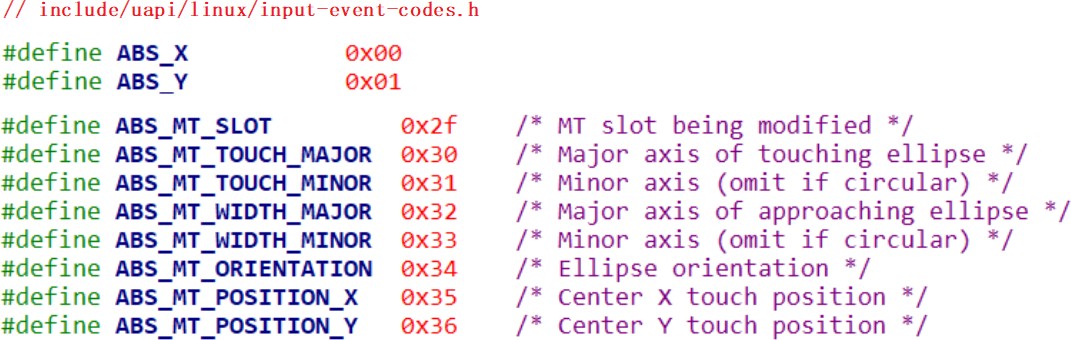 // include/uapi/linux/input-event-codes.h
#define ABS_X 0x00
#define ABS_Y 0x01
#define ABS_MT_SLOT 0x2f /* MT slot being modified */
#define ABS_MT_TOUCH_MAJOR 0x30 /* Major axis of touching ellipse */
#define ABS_MT_TOUCH_MINOR 0x31 /* Minor axis (omit if circular) */
#define ABS_MT_WIDTH_MAJOR 0x32 /* Major axis of approaching ellipse */
#define ABS_MT_WIDTH_MINOR 0x33 /* Minor axis (omit if circular) */
#define ABS_MT_ORIENTATION 0x34 /* Ellipse orientation */
#define ABS_MT_POSITION_X 0x35 /* Center X touch position */
#define ABS_MT_POSITION_Y 0x36 /* Center Y touch position */